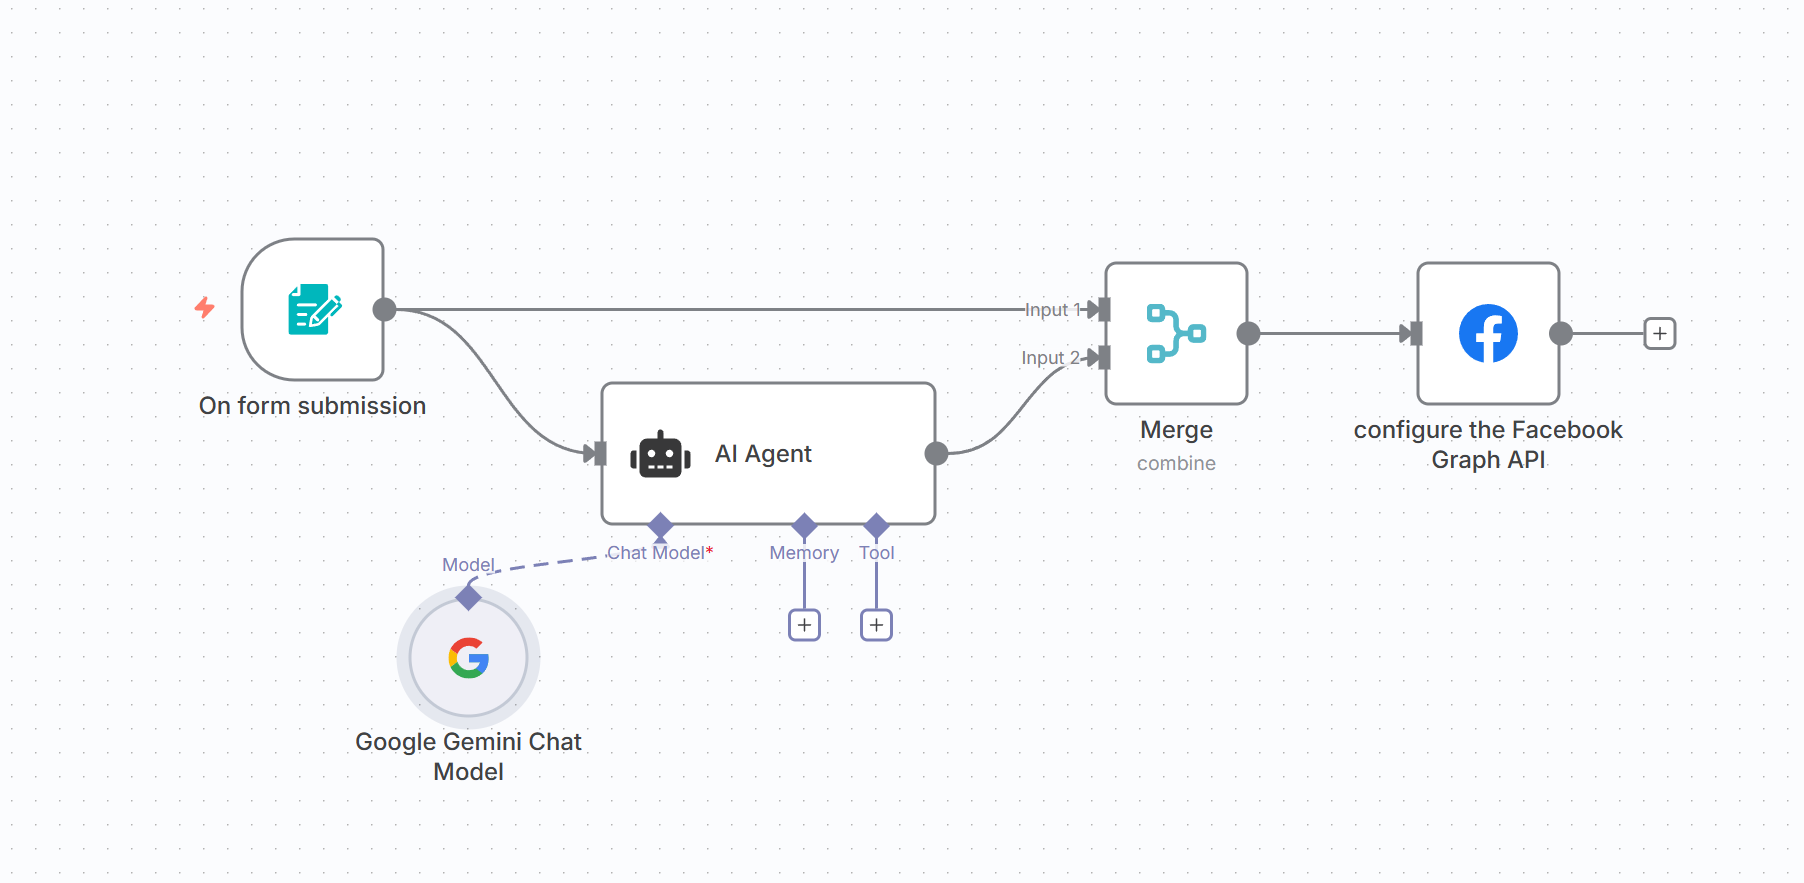 On form submission
Input 1
Input 2
AI Agent
Chat Model*
Memory
Tool
Model
Google Gemini Chat
Model
Merge
combine
configure the Facebook
Graph API